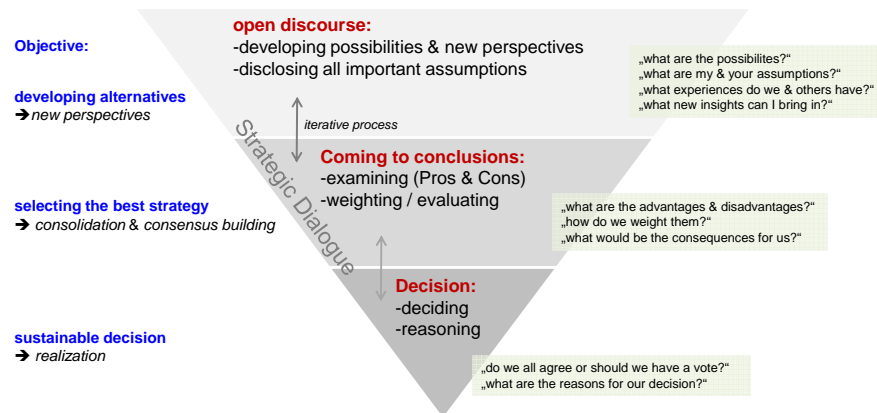 open discourse:
-developing possibilities & new perspectives
-disclosing all important assumptions
Objective:
developing alternatives
➔ new perspectives
„what are the possibilites?“
„what are my & your assumptions?“
„what experiences do we & others have?“
„what new insights can I bring in?“
iterative process
Strategic Dialogue
Coming to conclusions:
-examining (Pros & Cons)
-weighting / evaluating
selecting the best strategy
➔ consolidation & consensus building
„what are the advantages & disadvantages?“
„how do we weight them?“
„what would be the consequences for us?“
Decision:
-deciding
-reasoning
sustainable decision
➔ realization
„do we all agree or should we have a vote?“
„what are the reasons for our decision?“